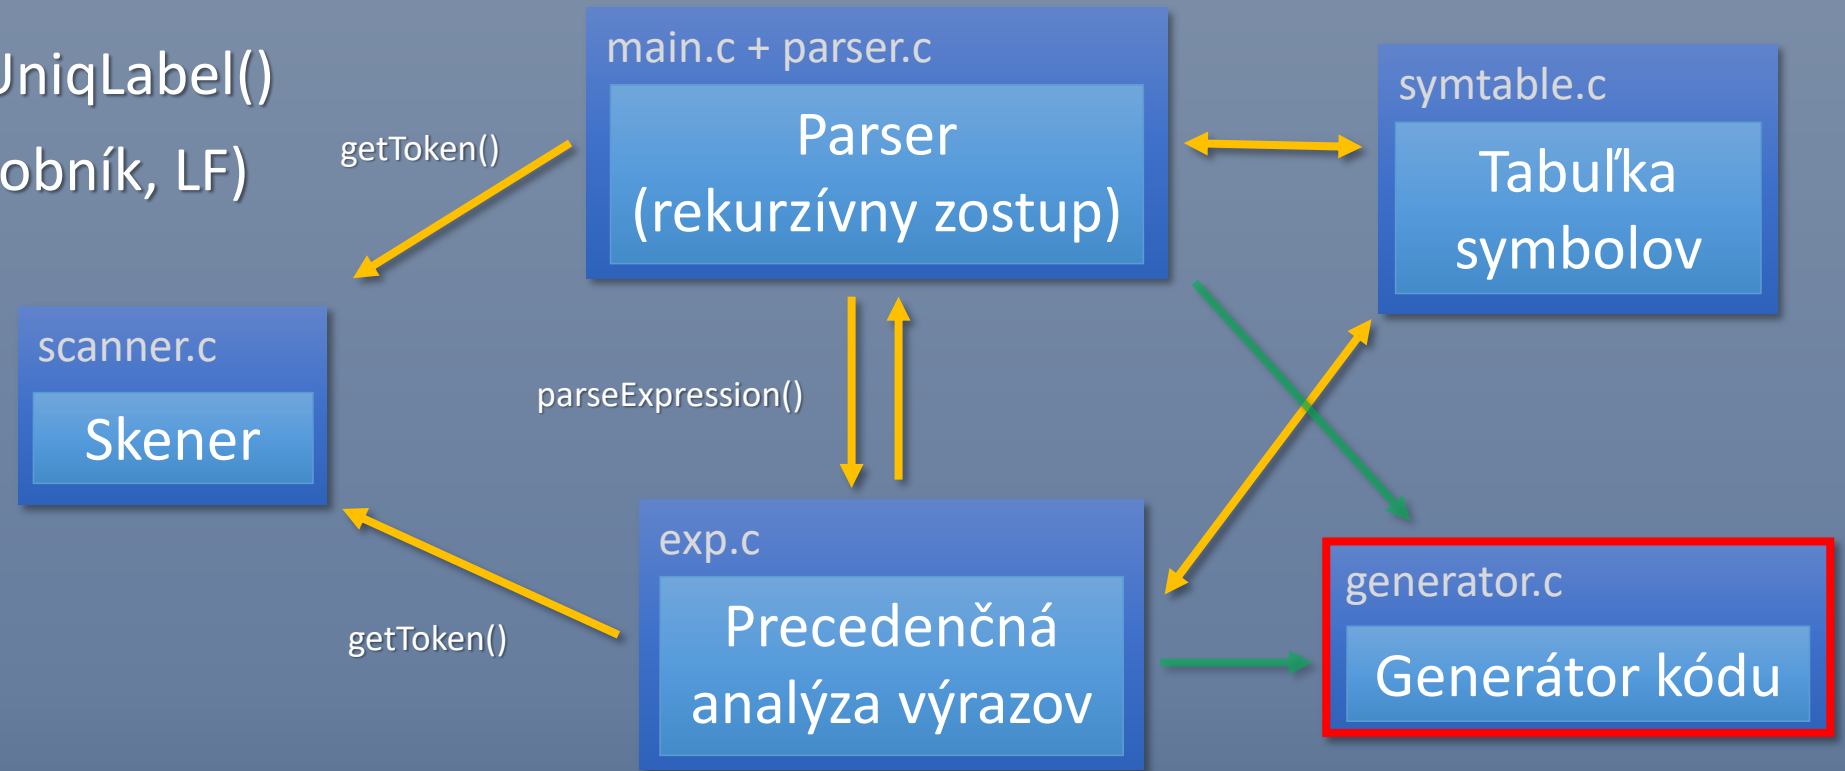 UniqLabel()
obník, LF)
getToken()
main.c + parser.c
Parser
(rekurzívny zostup)
symtable.c
Tabuľka
symbolov
scanner.c
Skener
parseExpression()
getToken()
exp.c
Precedenčná
analýza výrazov
generator.c
Generátor kódu